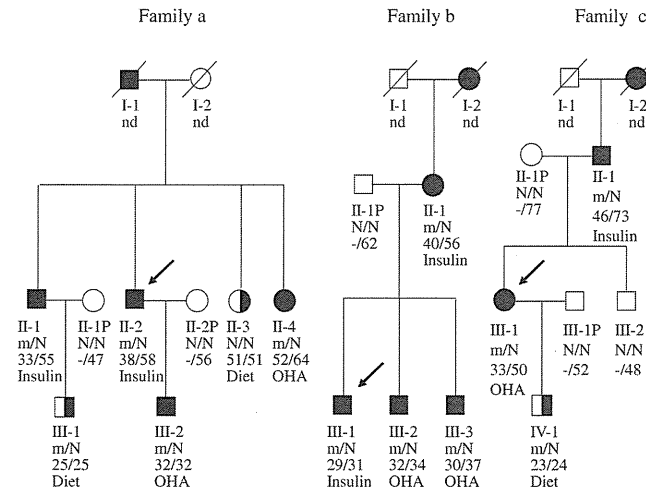 Family a
Family b
Family c
I-1
nd
I-2
nd
II-1
m/N
33/55
Insulin
II-1P
N/N
-/47
II-2
m/N
38/58
Insulin
II-2P
N/N
-/56
II-3
N/N
51/51
Diet
II-4
m/N
52/64
OHA
III-1
m/N
25/25
Diet
III-2
m/N
32/32
OHA
I-1
nd
I-2
nd
II-1P
N/N
-/62
II-1
m/N
40/56
Insulin
III-1
m/N
29/31
Insulin
III-2
m/N
32/34
OHA
III-3
m/N
30/37
OHA
I-1
nd
I-2
nd
II-1P
N/N
-/77
II-1
m/N
46/73
Insulin
III-1
m/N
33/50
OHA
III-1P
N/N
-/52
III-2
N/N
-/48
IV-1
m/N
23/24
Diet